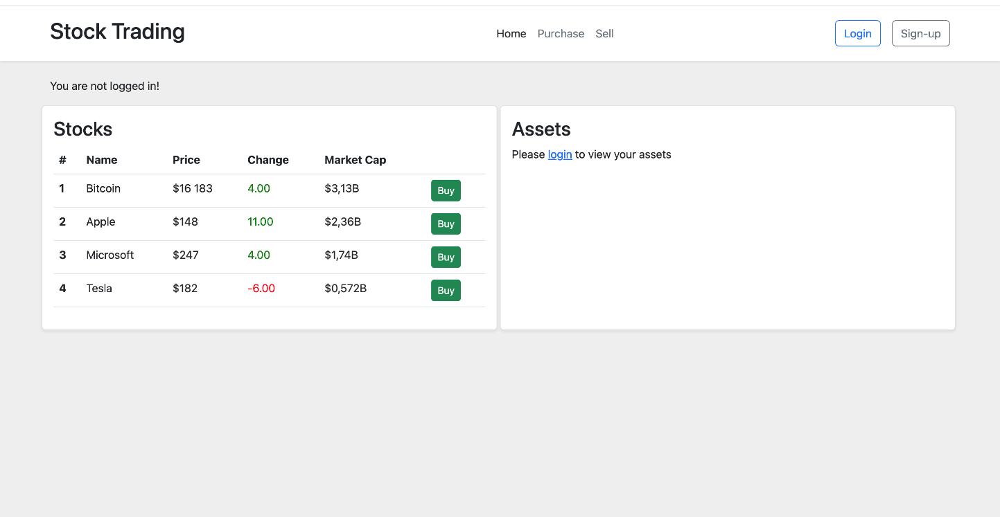 Stock Trading
Home Purchase Sell
Login Sign-up
You are not logged in!
Stocks
# Name Price Change Market Cap
1 Bitcoin $16 183 4.00 $3,13B Buy
2 Apple $148 11.00 $2,36B Buy
3 Microsoft $247 4.00 $1,74B Buy
4 Tesla $182 -6.00 $0,572B Buy
Assets
Please login to view your assets